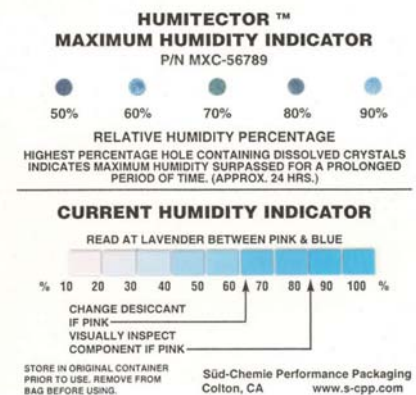 HUMITECTOR ™
MAXIMUM HUMIDITY INDICATOR
P/N MXC-56789
50% 60% 70% 80% 90%
RELATIVE HUMIDITY PERCENTAGE
HIGHEST PERCENTAGE HOLE CONTAINING DISSOLVED CRYSTALS
INDICATES MAXIMUM HUMIDITY SURPASSED FOR A PROLONGED
PERIOD OF TIME. (APPROX. 24 HRS.)
CURRENT HUMIDITY INDICATOR
READ AT LAVENDER BETWEEN PINK & BLUE
% 10 20 30 40 50 60 70 80 90 100 %
CHANGE DESICCANT
IF PINK
VISUALLY INSPECT
COMPONENT IF PINK
STORE IN ORIGINAL CONTAINER
PRIOR TO USE. REMOVE FROM
BAG BEFORE USING.
Süd-Chemie Performance Packaging
Colton, CA www.s-cpp.com